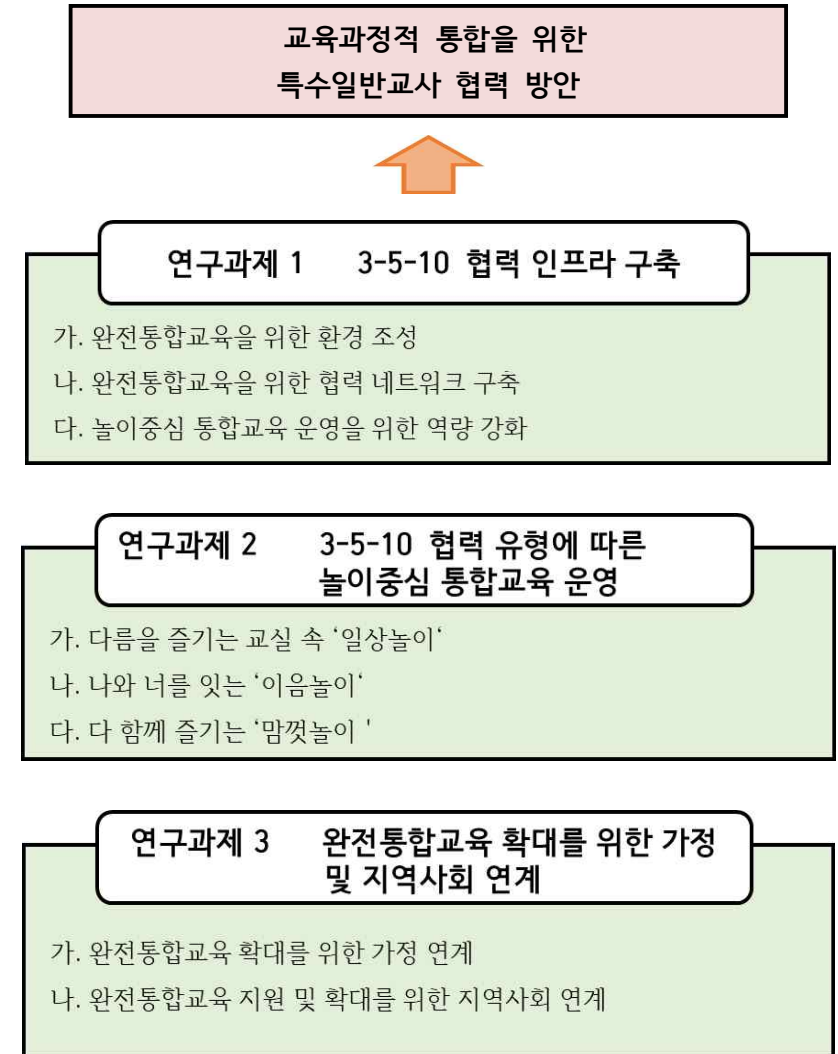 교육과정적 통합을 위한
특수일반교사 협력 방안
연구과제 1 3-5-10 협력 인프라 구축
가. 완전통합교육을 위한 환경 조성
나. 완전통합교육을 위한 협력 네트워크 구축
다. 놀이중심 통합교육 운영을 위한 역량 강화
연구과제 2 3-5-10 협력 유형에 따른
놀이중심 통합교육 운영
가. 다름을 즐기는 교실 속 ‘일상놀이‘
나. 나와 너를 잇는 ‘이음놀이‘
다. 다 함께 즐기는 ‘맘껏놀이 '
연구과제 3 완전통합교육 확대를 위한 가정
및 지역사회 연계
가. 완전통합교육 확대를 위한 가정 연계
나. 완전통합교육 지원 및 확대를 위한 지역사회 연계